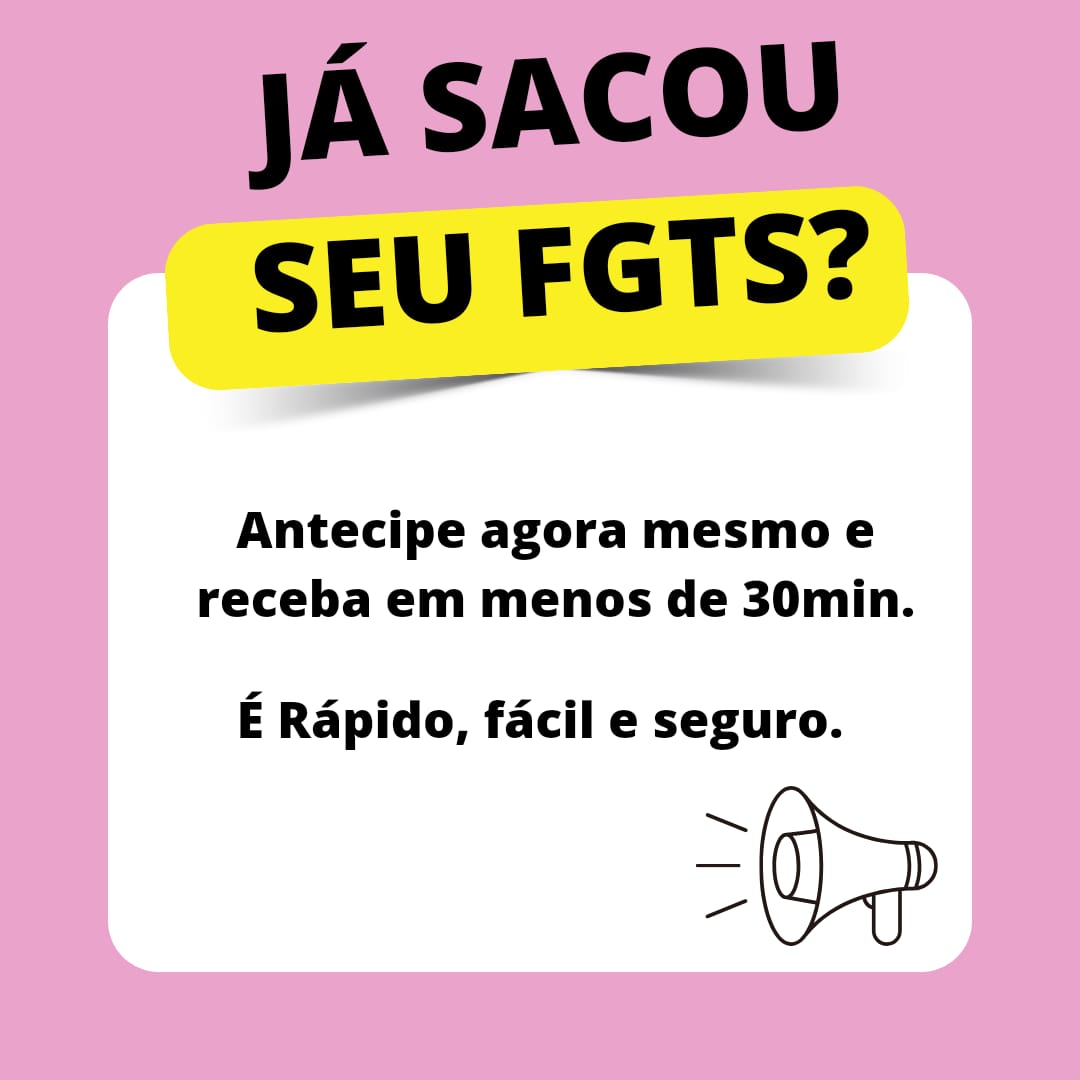 JÁ SACOU
SEU FGTS?
Antecipe agora mesmo e
receba em menos de 30min.
É Rápido, fácil e seguro.